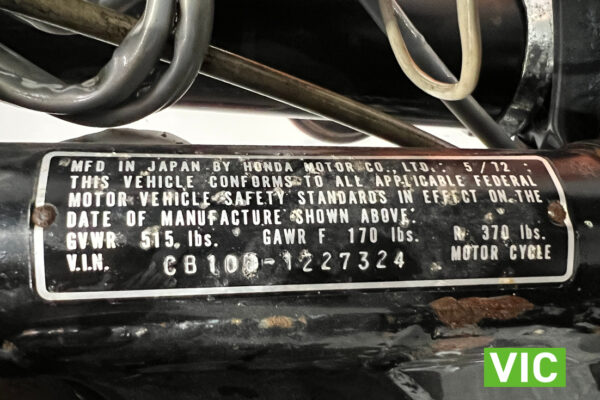 MFD IN JAPAN BY HONDA MOTOR CO., LTD.: 5/72 :
THIS VEHICLE CONFORMS TO ALL APPLICABLE FEDERAL
MOTOR VEHICLE SAFETY STANDARDS IN EFFECT ON THE
DATE OF MANUFACTURE SHOWN ABOVE.
GVWR 515, lbs. GAWR F 170 lbs. R 370 lbs.
V.I.N. CB100-1227324 MOTOR CYCLE
VIC